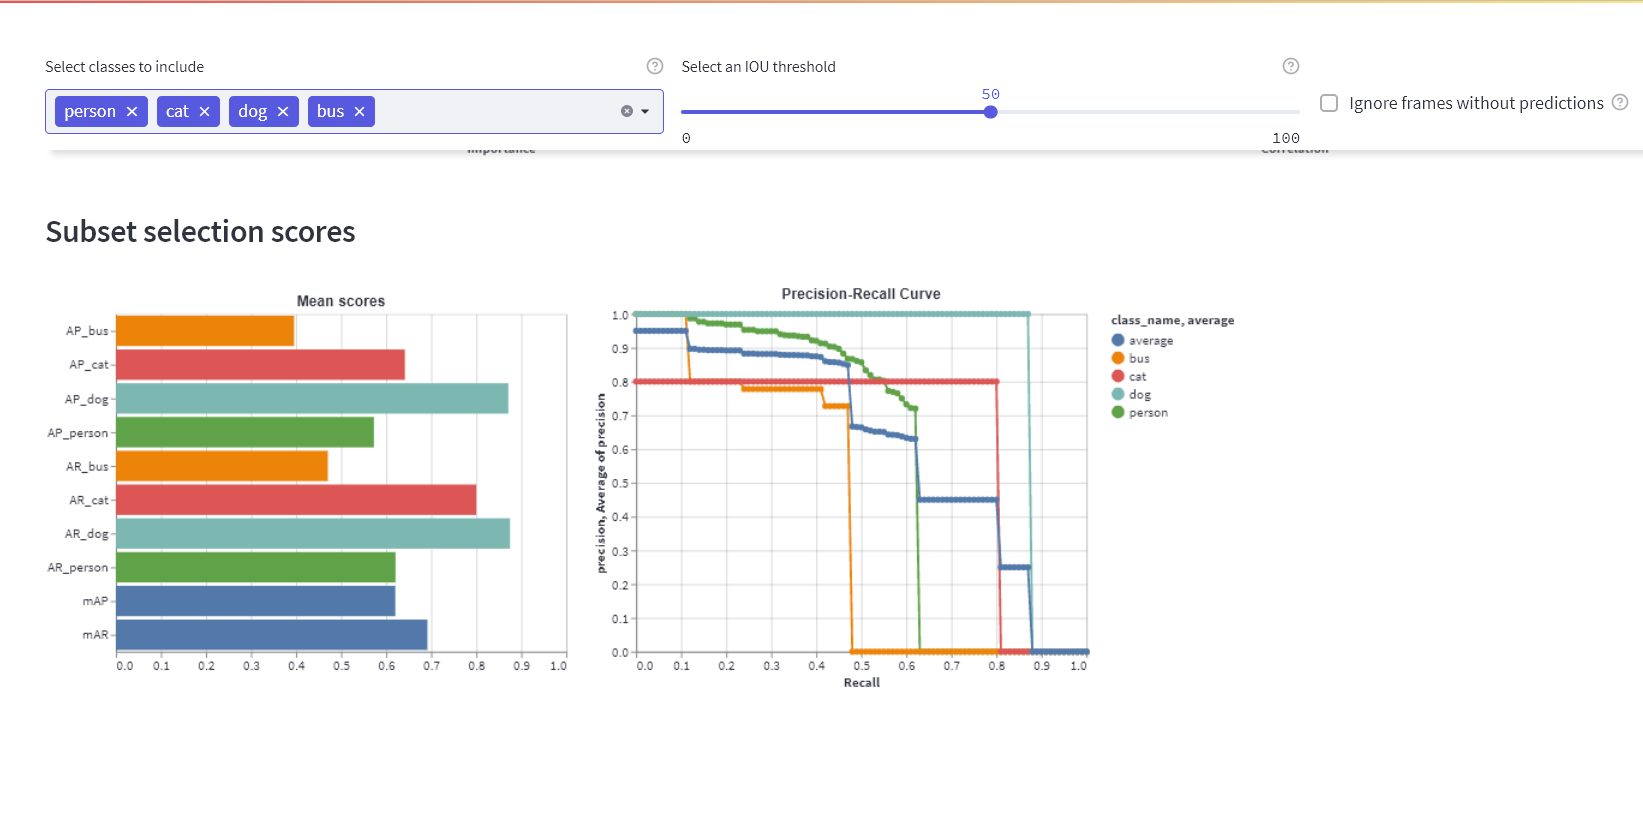 Select classes to include
Select an IOU threshold
person × cat × dog × bus ×
50
0 100
Ignore frames without predictions
Importance Correlation
Subset selection scores
Mean scores
AP_bus
AP_cat
AP_dog
AP_person
AR_bus
AR_cat
AR_dog
AR_person
mAP
mAR
0.0 0.1 0.2 0.3 0.4 0.5 0.6 0.7 0.8 0.9 1.0
Precision-Recall Curve
precision, Average of precision
1.0
0.9
0.8
0.7
0.6
0.5
0.4
0.3
0.2
0.1
0.0
0.0 0.1 0.2 0.3 0.4 0.5 0.6 0.7 0.8 0.9 1.0
Recall
class_name, average
average
bus
cat
dog
person